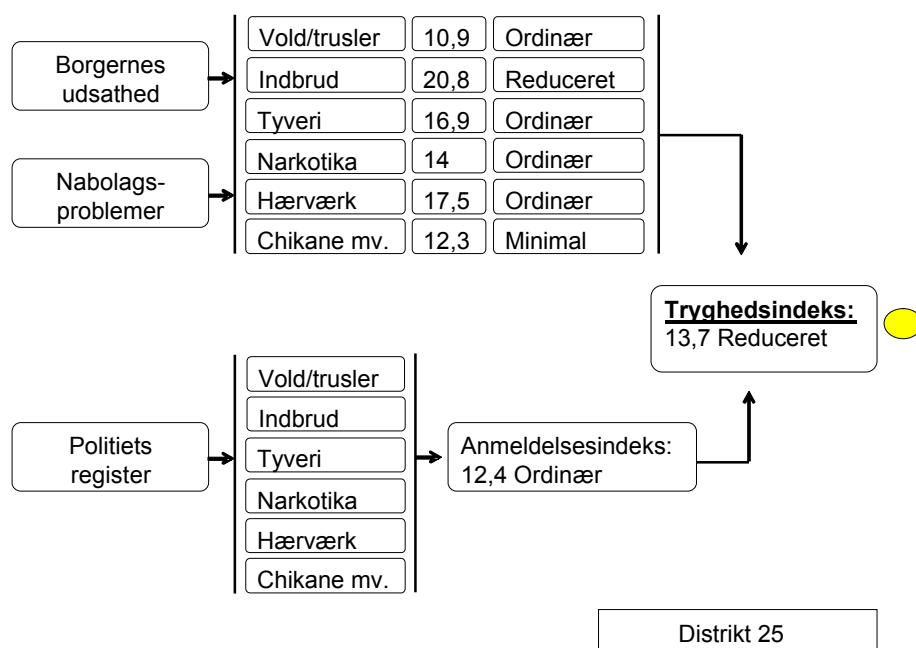 Borgernes
udsathed
Nabolags-
problemer
Vold/trusler 10,9 Ordinær
Indbrud 20,8 Reduceret
Tyveri 16,9 Ordinær
Narkotika 14 Ordinær
Hærværk 17,5 Ordinær
Chikane mv. 12,3 Minimal
Tryghedsindeks:
13,7 Reduceret
Politiets
register
Vold/trusler
Indbrud
Tyveri
Narkotika
Hærværk
Chikane mv.
Anmeldelsesindeks:
12,4 Ordinær
Distrikt 25